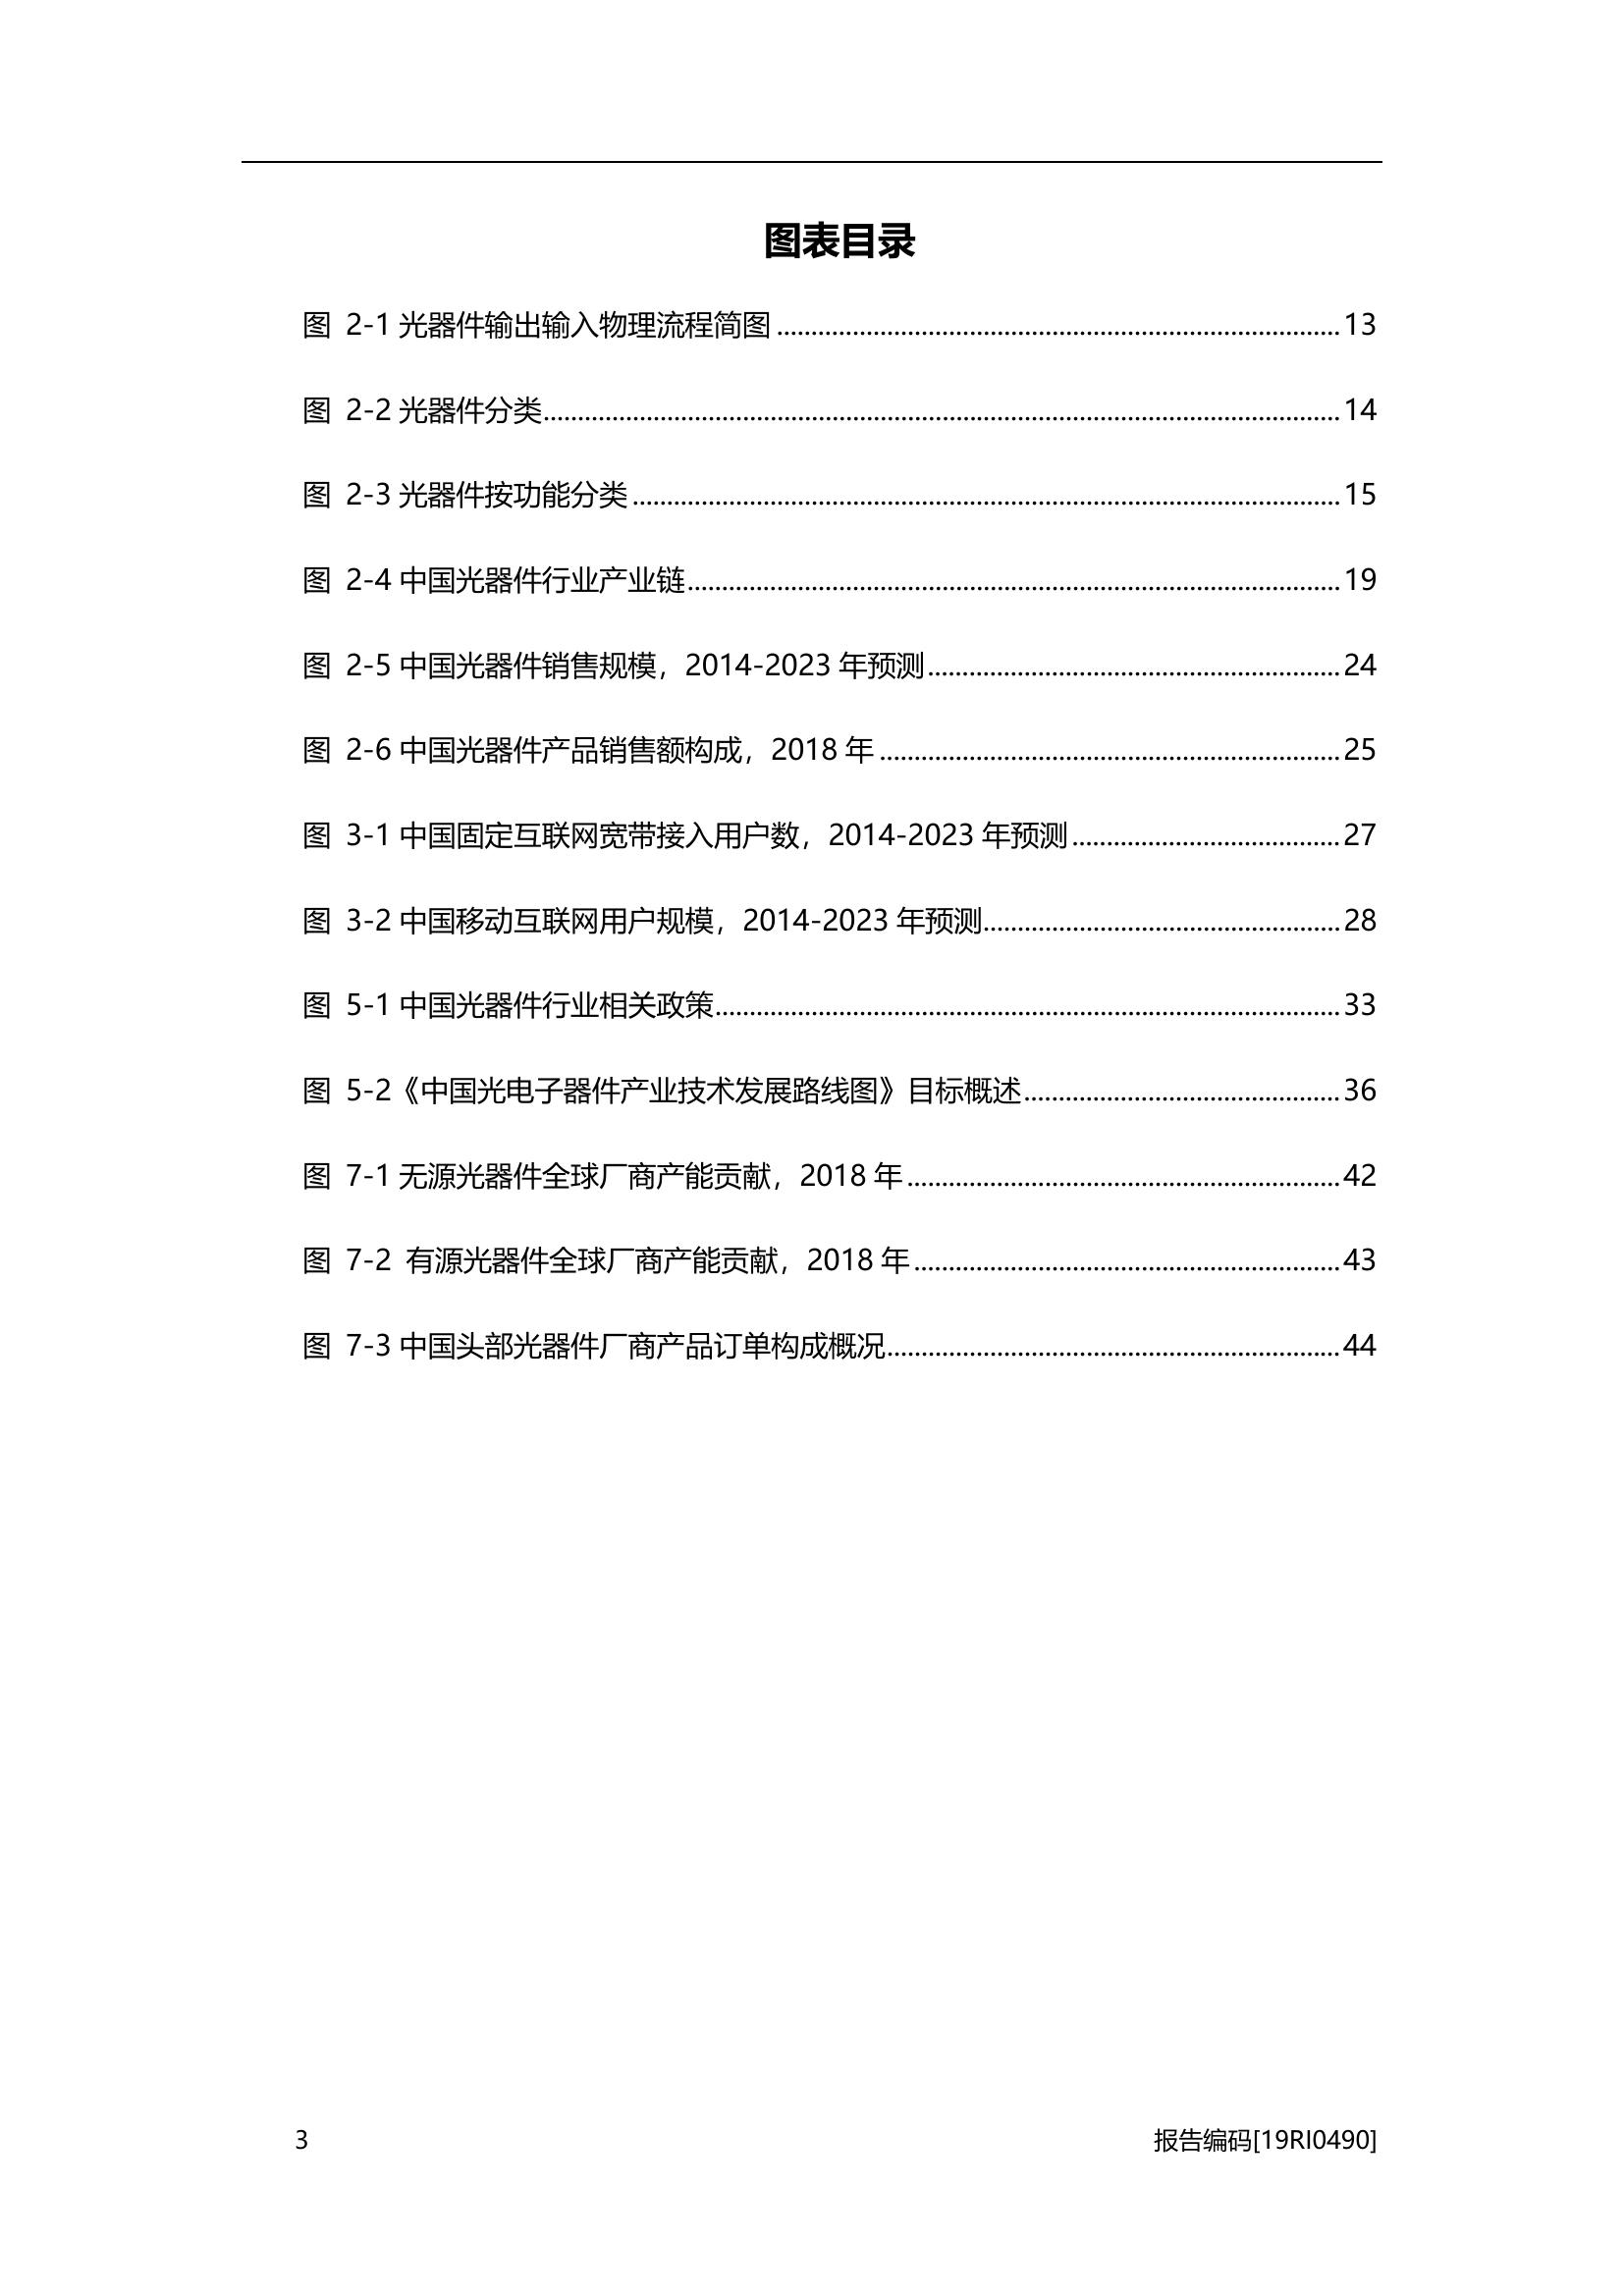 图表目录
图 2-1 光器件输出输入物理流程简图 ........ 13
图 2-2 光器件分类 ........ 14
图 2-3 光器件按功能分类 ........ 15
图 2-4 中国光器件行业产业链 ........ 19
图 2-5 中国光器件销售规模，2014-2023 年预测 ........ 24
图 2-6 中国光器件产品销售额构成，2018 年 ........ 25
图 3-1 中国固定互联网宽带接入用户数，2014-2023 年预测 ........ 27
图 3-2 中国移动互联网用户规模，2014-2023 年预测 ........ 28
图 5-1 中国光器件行业相关政策 ........ 33
图 5-2《中国光电子器件产业技术发展路线图》目标概述 ........ 36
图 7-1 无源光器件全球厂商产能贡献，2018 年 ........ 42
图 7-2 有源光器件全球厂商产能贡献，2018 年 ........ 43
图 7-3 中国头部光器件厂商产品订单构成概况 ........ 44
3 报告编码[19RI0490]